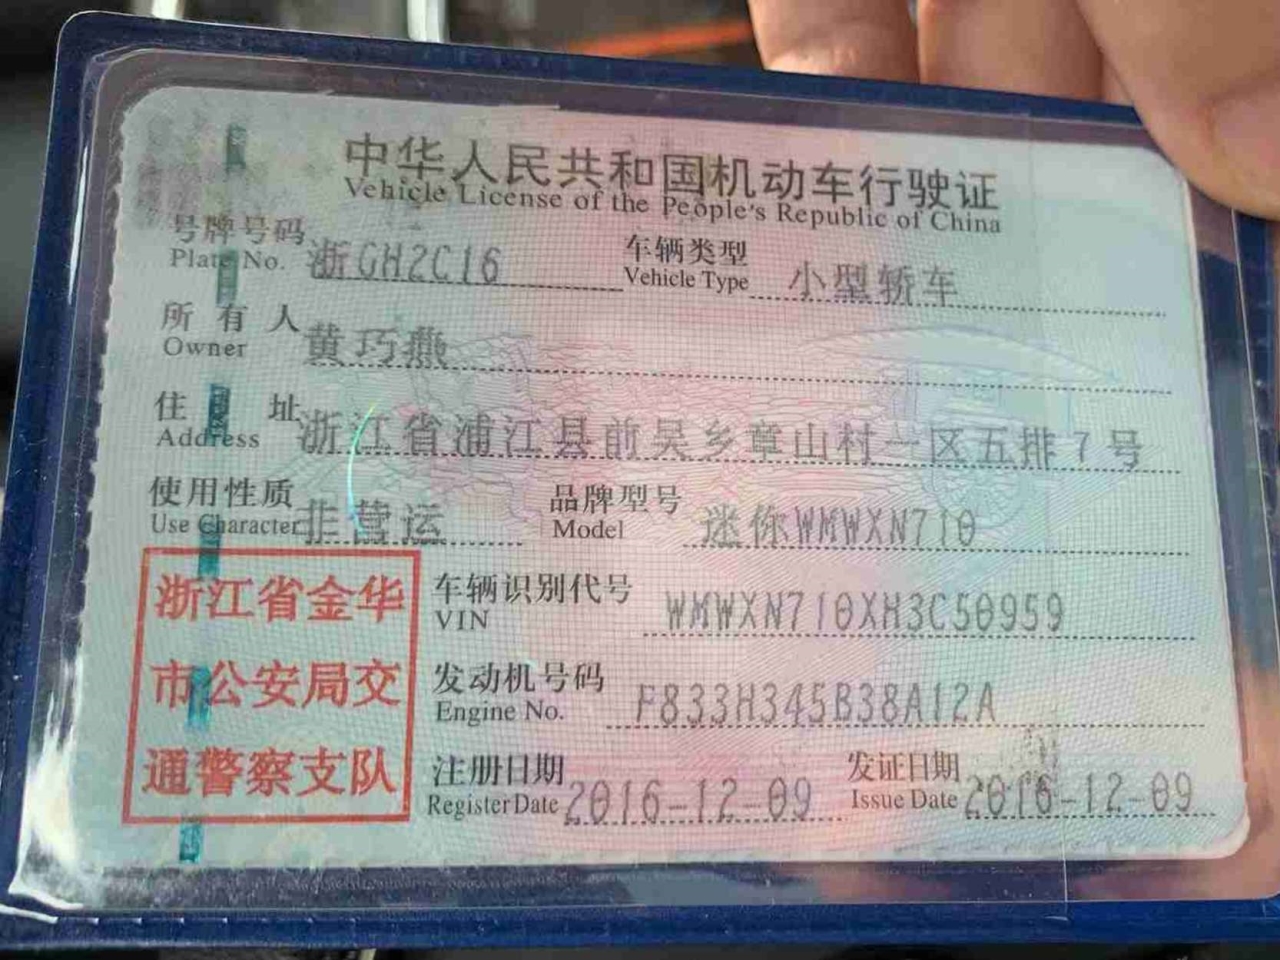 中华人民共和国机动车行驶证
Vehicle License of the People's Republic of China
号牌号码 浙GH2C16 车辆类型 小型轿车
Plate No. Vehicle Type
所有人 黄巧燕
Owner
住址 浙江省浦江县前吴乡章山村一区五排7号
Address
使用性质 非营运 品牌型号 迷你WMWXN710
Use Character Model
浙江省金华
市公安局交
通警察支队
车辆识别代号 WMWXN710XH3C50959
VIN
发动机号码 F833H345B38A12A
Engine No.
注册日期 2016-12-09 发证日期 2016-12-09
Register Date Issue Date